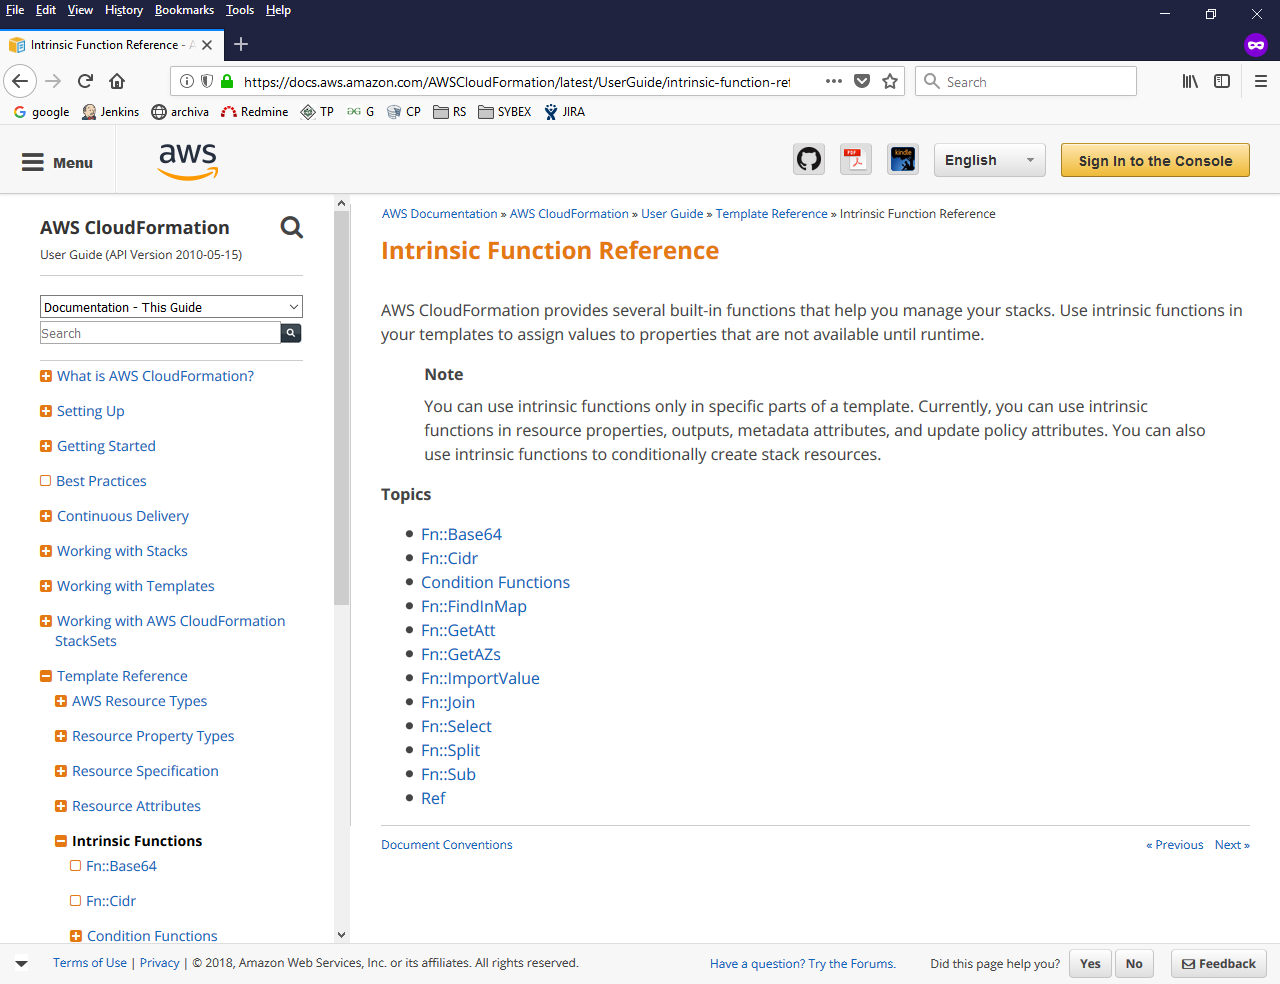 File Edit View History Bookmarks Tools Help
Intrinsic Function Reference - A
https://docs.aws.amazon.com/AWSCloudFormation/latest/UserGuide/intrinsic-function-ref
Search
google Jenkins archiva Redmine TP G CP RS SYBEX JIRA
Menu
aws
PDF
kindle
English
Sign In to the Console
AWS CloudFormation
User Guide (API Version 2010-05-15)
Documentation - This Guide
Search
What is AWS CloudFormation?
Setting Up
Getting Started
Best Practices
Continuous Delivery
Working with Stacks
Working with Templates
Working with AWS CloudFormation
StackSets
Template Reference
AWS Resource Types
Resource Property Types
Resource Specification
Resource Attributes
Intrinsic Functions
Fn::Base64
Fn::Cidr
Condition Functions
AWS Documentation » AWS CloudFormation » User Guide » Template Reference » Intrinsic Function Reference
Intrinsic Function Reference
AWS CloudFormation provides several built-in functions that help you manage your stacks. Use intrinsic functions in
your templates to assign values to properties that are not available until runtime.
Note
You can use intrinsic functions only in specific parts of a template. Currently, you can use intrinsic
functions in resource properties, outputs, metadata attributes, and update policy attributes. You can also
use intrinsic functions to conditionally create stack resources.
Topics
Fn::Base64
Fn::Cidr
Condition Functions
Fn::FindInMap
Fn::GetAtt
Fn::GetAZs
Fn::ImportValue
Fn::Join
Fn::Select
Fn::Split
Fn::Sub
Ref
Document Conventions
« Previous Next »
Terms of Use | Privacy | © 2018, Amazon Web Services, Inc. or its affiliates. All rights reserved.
Have a question? Try the Forums.
Did this page help you?
Yes
No
Feedback